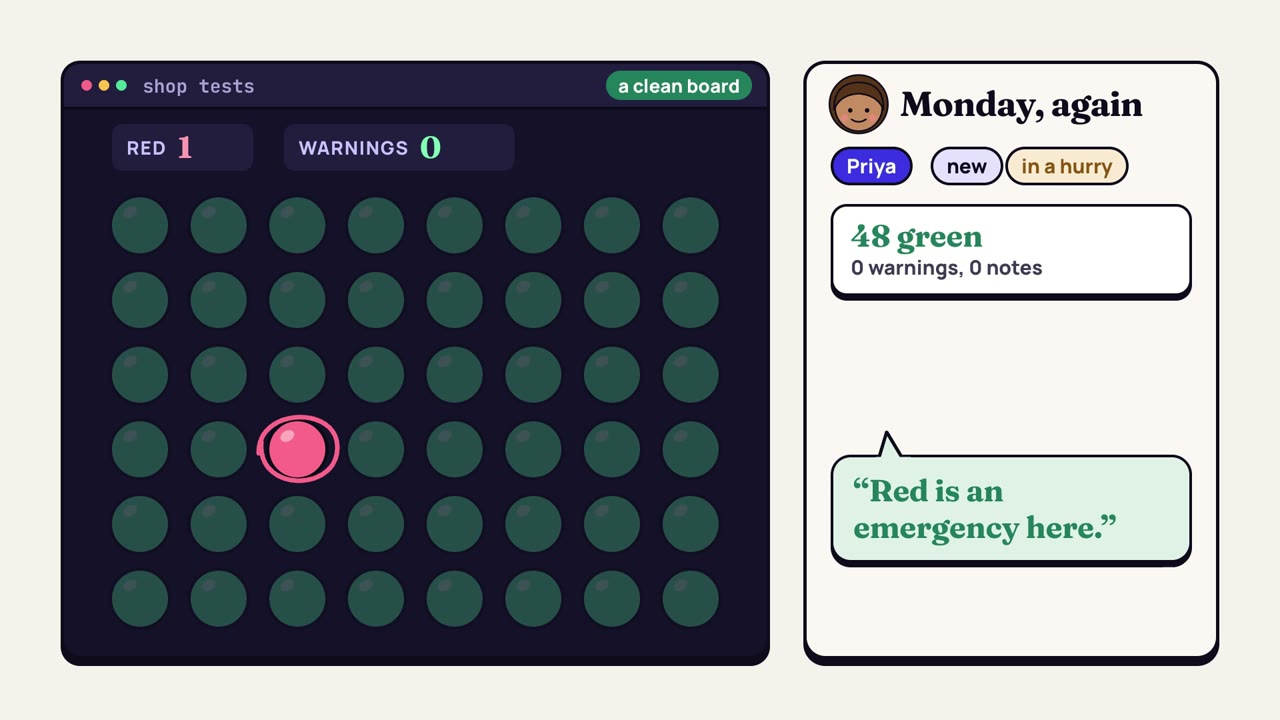 shop tests
a clean board
RED 1
WARNINGS 0
Monday, again
Priya
new
in a hurry
48 green
0 warnings, 0 notes
“Red is an
emergency here.”